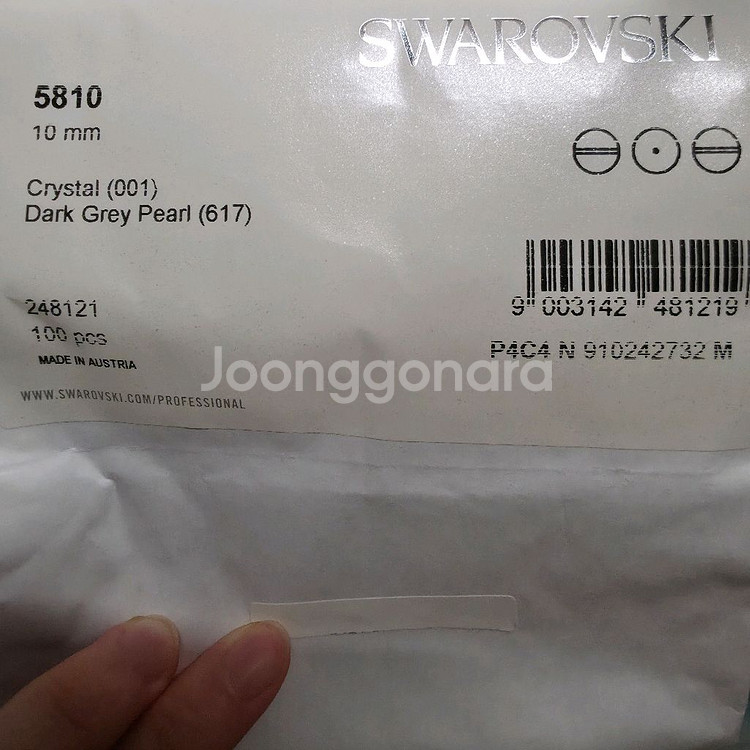 SWAROVSKI
5810
10 mm
Crystal (001)
Dark Grey Pearl (617)
248121
100 pcs
MADE IN AUSTRIA
WWW.SWAROVSKI.COM/PROFESSIONAL
9 003142 481219
P4C4 N 910242732 M
Joonggonara